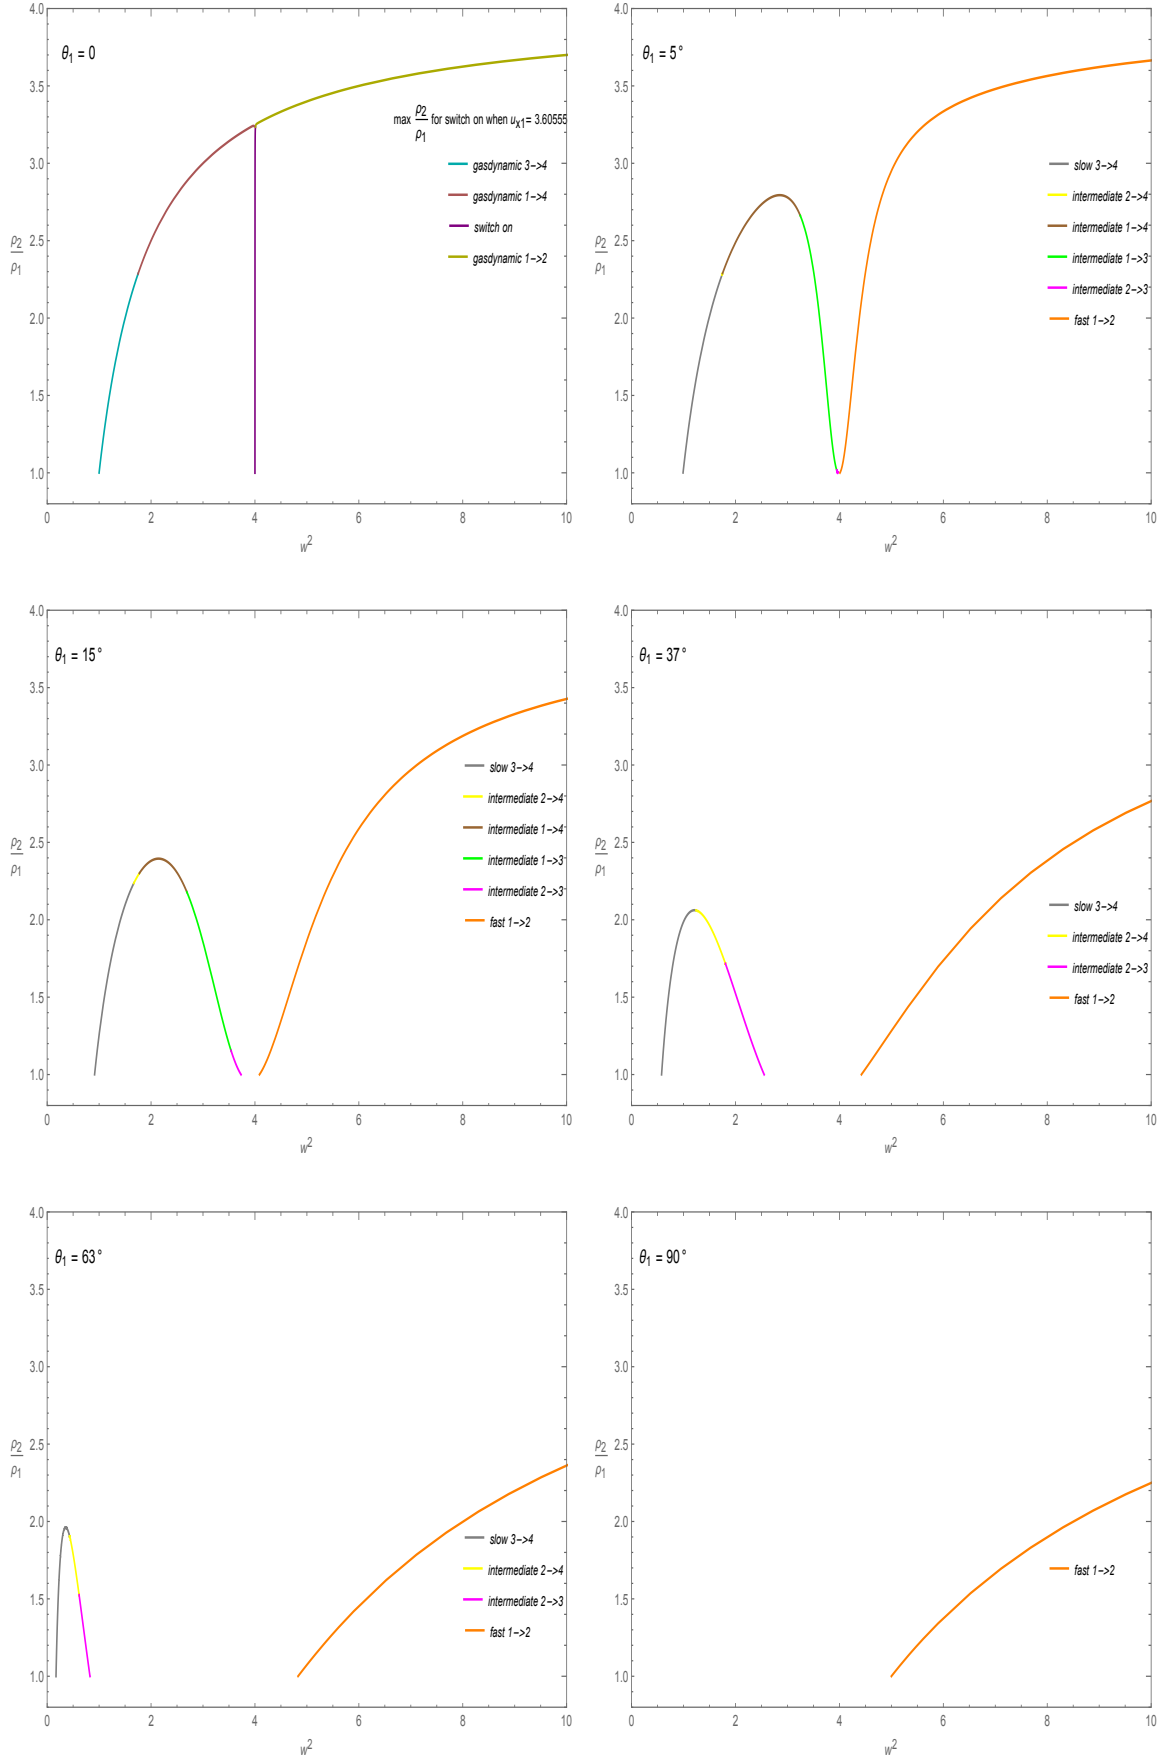 θ₁ = 0
max ρ₂/ρ₁ for switch on when uₓ₁= 3.60555
gasdynamic 3->4
gasdynamic 1->4
switch on
gasdynamic 1->2
4.0
3.5
3.0
2.5
2.0
1.5
1.0
ρ₂/ρ₁
0 2 4 6 8 10
w²
θ₁ = 5°
slow 3->4
intermediate 2->4
intermediate 1->4
intermediate 1->3
intermediate 2->3
fast 1->2
4.0
3.5
3.0
2.5
2.0
1.5
1.0
ρ₂/ρ₁
0 2 4 6 8 10
w²
θ₁ = 15°
slow 3->4
intermediate 2->4
intermediate 1->4
intermediate 1->3
intermediate 2->3
fast 1->2
4.0
3.5
3.0
2.5
2.0
1.5
1.0
ρ₂/ρ₁
0 2 4 6 8 10
w²
θ₁ = 37°
slow 3->4
intermediate 2->4
intermediate 2->3
fast 1->2
4.0
3.5
3.0
2.5
2.0
1.5
1.0
ρ₂/ρ₁
0 2 4 6 8 10
w²
θ₁ = 63°
slow 3->4
intermediate 2->4
intermediate 2->3
fast 1->2
4.0
3.5
3.0
2.5
2.0
1.5
1.0
ρ₂/ρ₁
0 2 4 6 8 10
w²
θ₁ = 90°
fast 1->2
4.0
3.5
3.0
2.5
2.0
1.5
1.0
ρ₂/ρ₁
0 2 4 6 8 10
w²